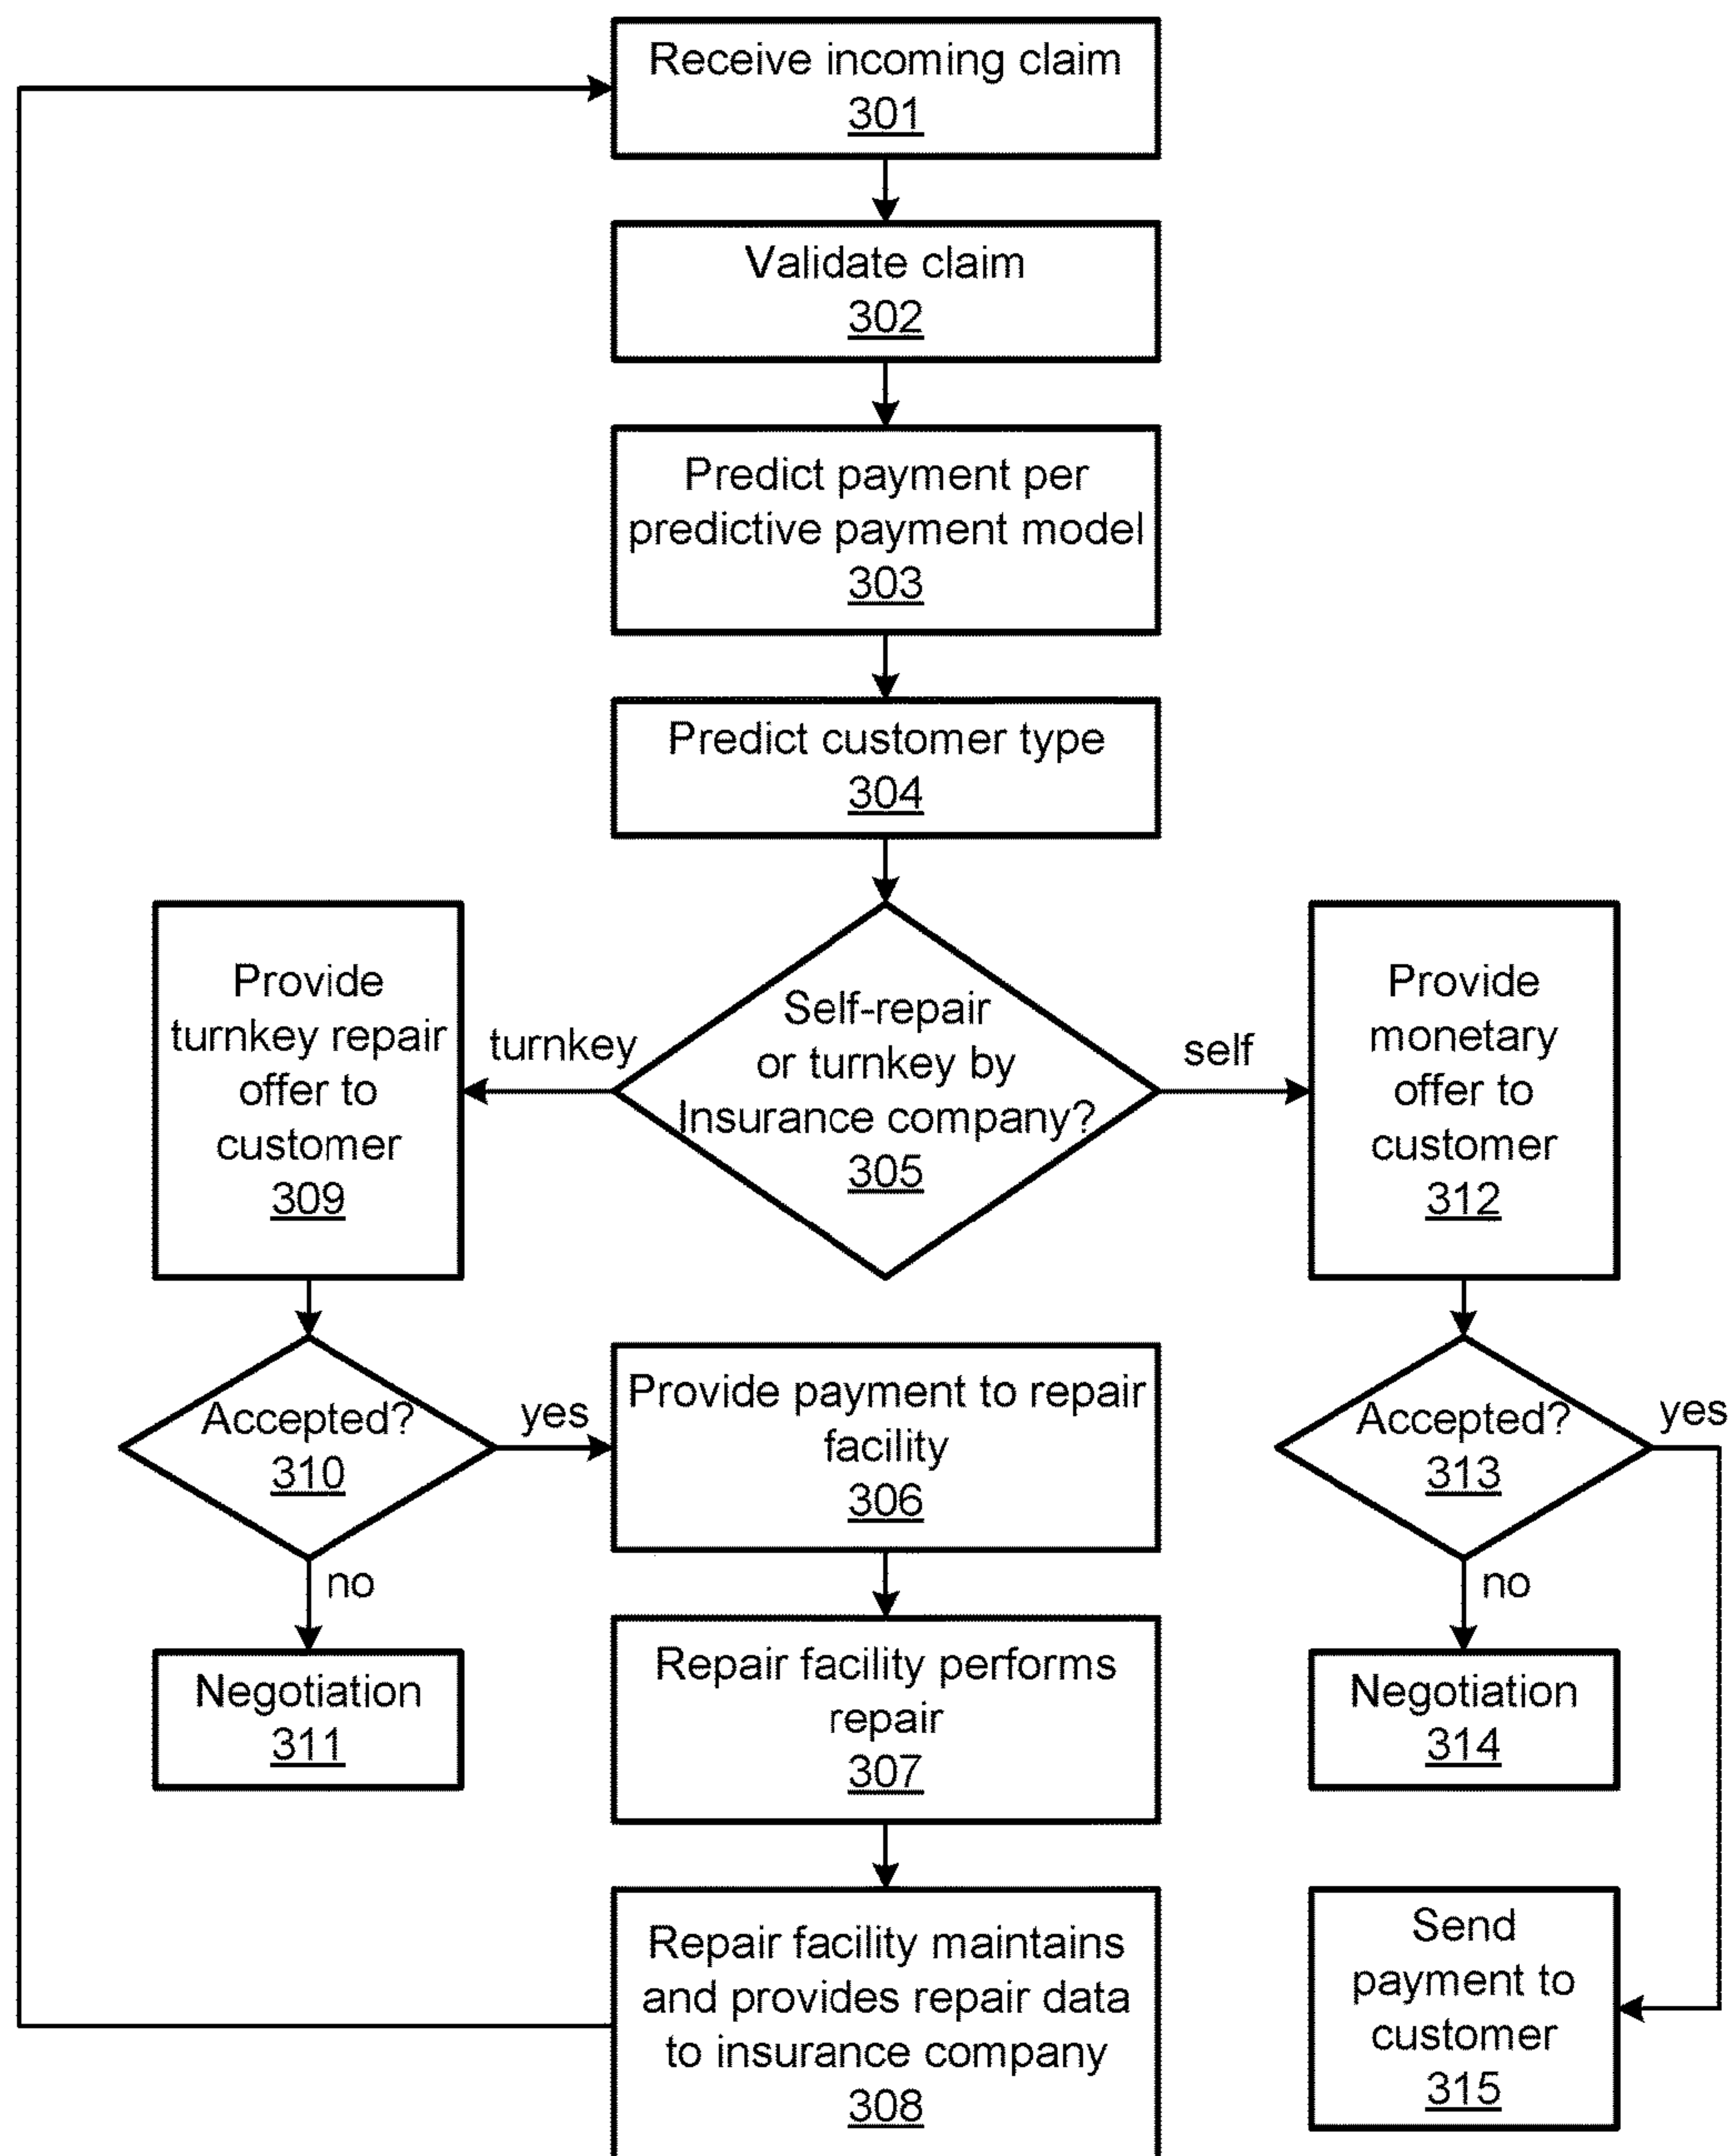 Receive incoming claim
301
Validate claim
302
Predict payment per
predictive payment model
303
Predict customer type
304
Self-repair
or turnkey by
Insurance company?
305
turnkey
self
Provide
turnkey repair
offer to
customer
309
Provide
monetary
offer to
customer
312
Accepted?
310
yes
no
Negotiation
311
Provide payment to repair
facility
306
Repair facility performs
repair
307
Repair facility maintains
and provides repair data
to insurance company
308
Accepted?
313
yes
no
Negotiation
314
Send
payment to
customer
315